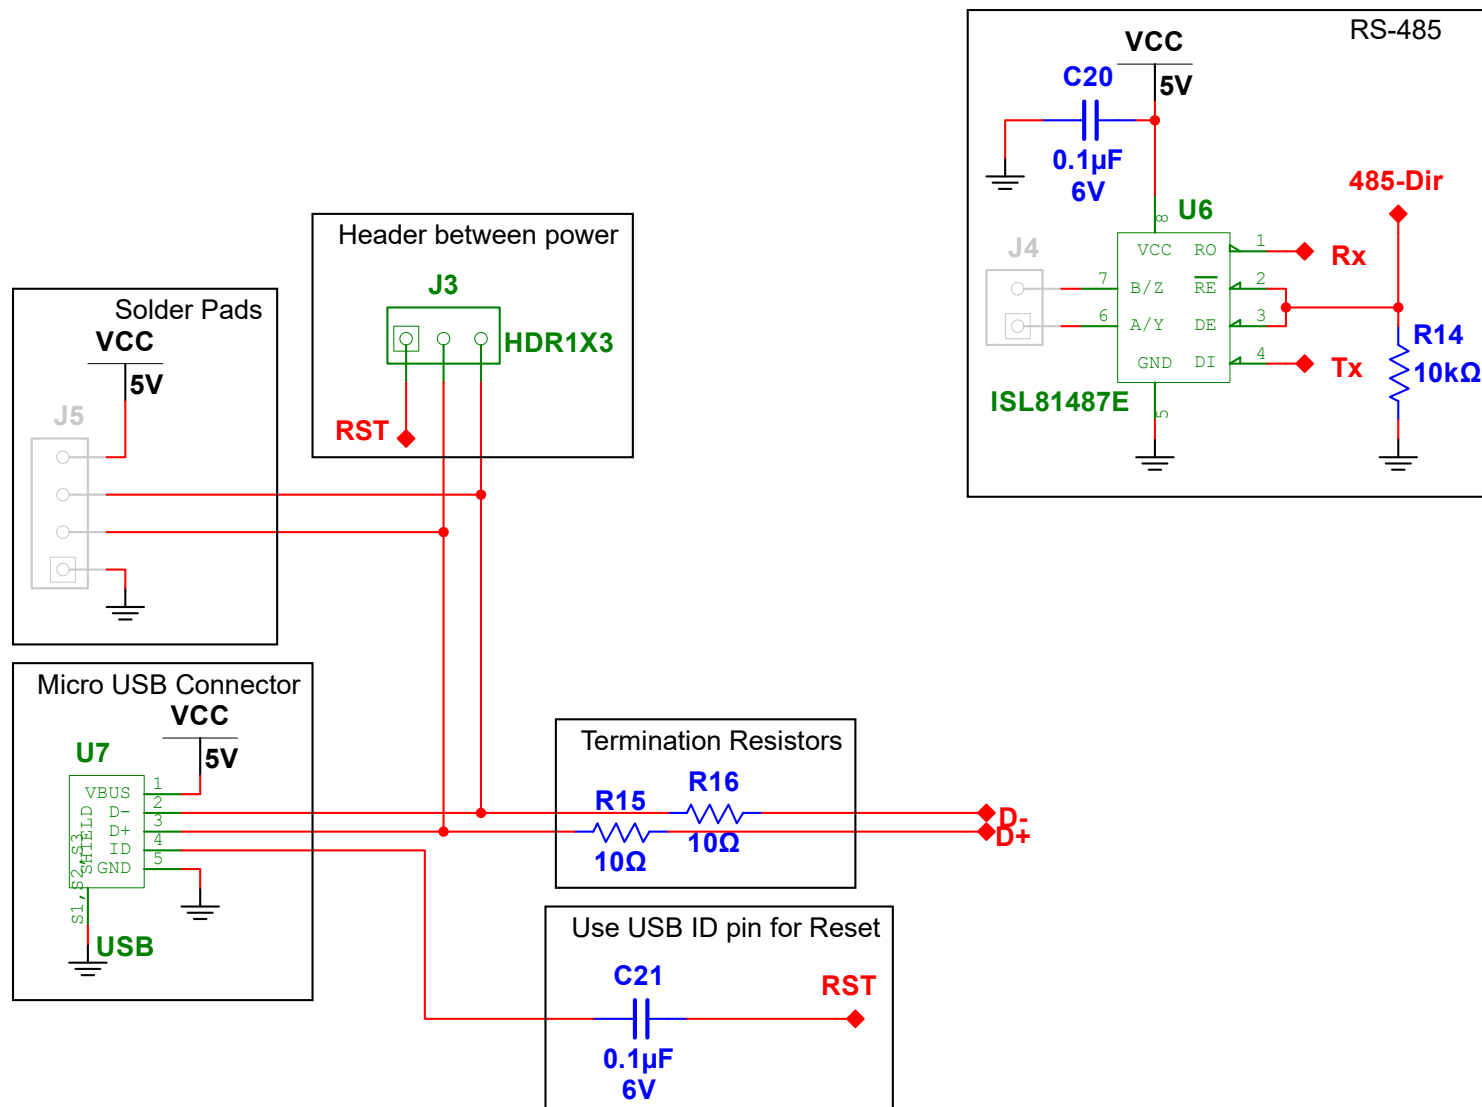 RS-485
VCC
5V
C20
0.1µF
6V
485-Dir
U6
8
J4
VCC
RO
1
Rx
7
B/Z
RE
2
6
A/Y
DE
3
R14
10kΩ
GND
DI
4
Tx
ISL81487E
5
Header between power
J3
HDR1X3
RST
Solder Pads
VCC
5V
J5
Micro USB Connector
VCC
5V
U7
VBUS
1
D-
2
D+
3
ID
4
GND
5
SHIELD
S1,S2,S3
USB
Termination Resistors
R16
R15
10Ω
10Ω
D-
D+
Use USB ID pin for Reset
C21
RST
0.1µF
6V